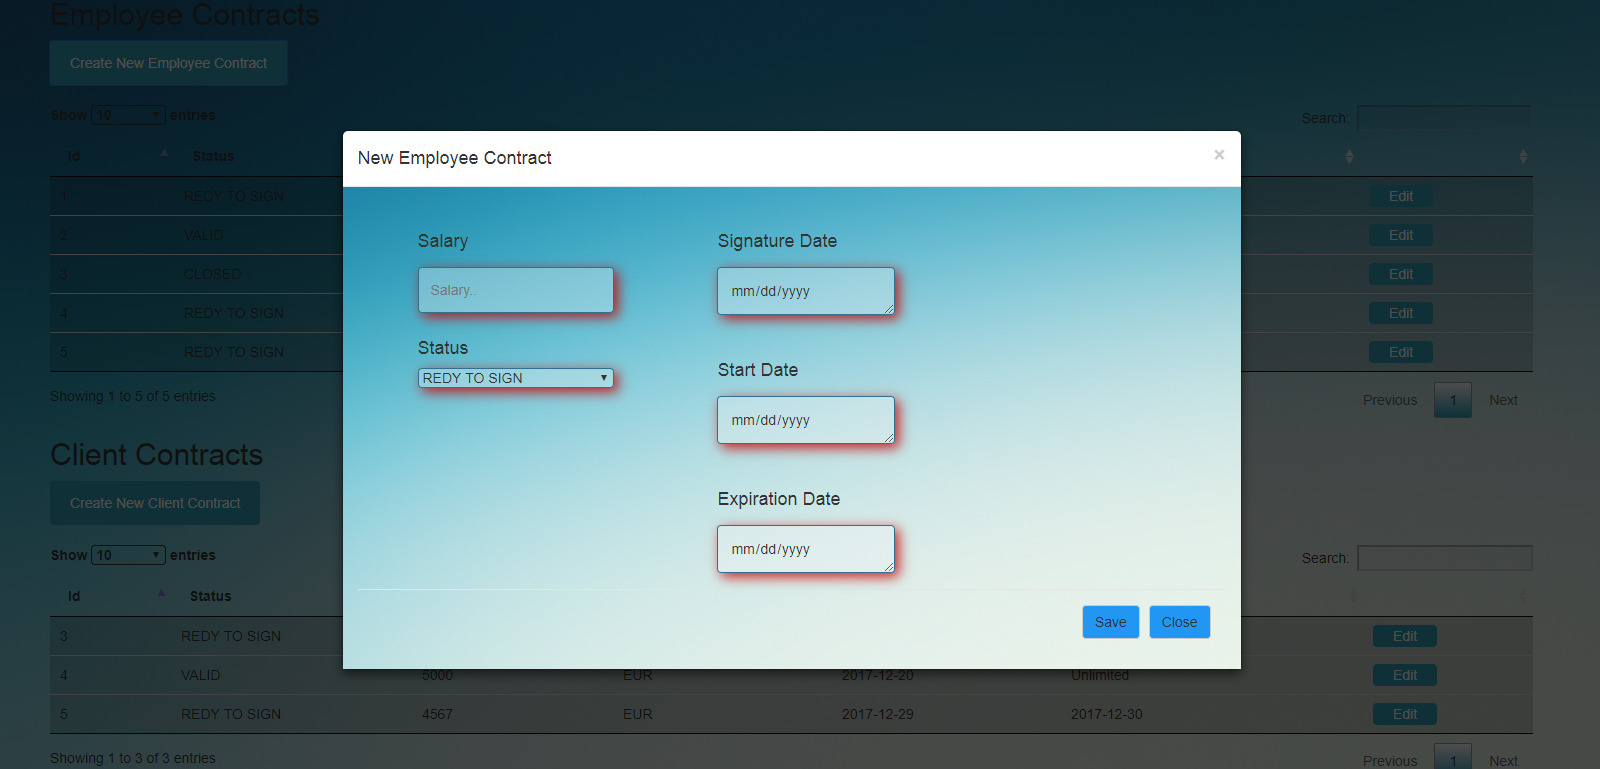 Employee Contracts
Create New Employee Contract
Show 10 entries
Search:
Id Status
1 REDY TO SIGN Edit
2 VALID Edit
3 CLOSED Edit
4 REDY TO SIGN Edit
5 REDY TO SIGN Edit
Showing 1 to 5 of 5 entries
Previous 1 Next
New Employee Contract ×
Salary
Salary..
Status
REDY TO SIGN
Signature Date
mm/dd/yyyy
Start Date
mm/dd/yyyy
Expiration Date
mm/dd/yyyy
Save Close
Client Contracts
Create New Client Contract
Show 10 entries
Search:
Id Status
3 REDY TO SIGN Edit
4 VALID 5000 EUR 2017-12-20 Unlimited Edit
5 REDY TO SIGN 4567 EUR 2017-12-29 2017-12-30 Edit
Showing 1 to 3 of 3 entries
Previous 1 Next